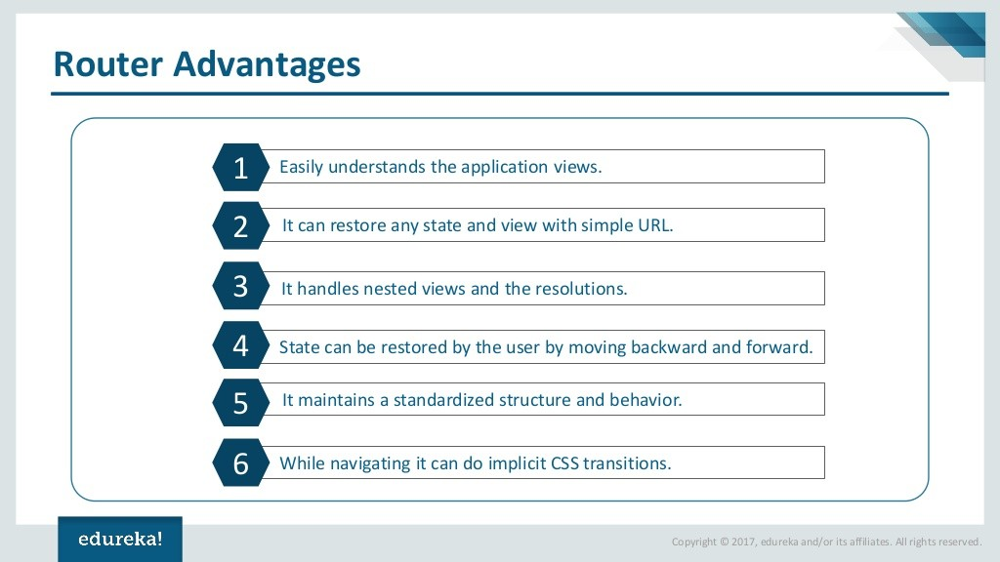 Router Advantages
1 Easily understands the application views.
2 It can restore any state and view with simple URL.
3 It handles nested views and the resolutions.
4 State can be restored by the user by moving backward and forward.
5 It maintains a standardized structure and behavior.
6 While navigating it can do implicit CSS transitions.
edureka!
Copyright © 2017, edureka and/or its affiliates. All rights reserved.